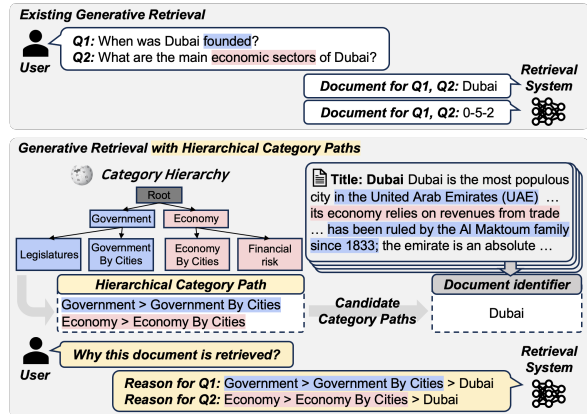 Existing Generative Retrieval
Q1: When was Dubai founded?
Q2: What are the main economic sectors of Dubai?
User
Retrieval
System
Document for Q1, Q2: Dubai
Document for Q1, Q2: 0-5-2
Generative Retrieval with Hierarchical Category Paths
Category Hierarchy
Root
Government
Economy
Legislatures
Government
By Cities
Economy
By Cities
Financial
risk
Title: Dubai Dubai is the most populous
city in the United Arab Emirates (UAE) ...
its economy relies on revenues from trade
... has been ruled by the Al Maktoum family
since 1833; the emirate is an absolute ...
Hierarchical Category Path
Government > Government By Cities
Economy > Economy By Cities
Candidate
Category Paths
Document identifier
Dubai
User
Why this document is retrieved?
Retrieval
System
Reason for Q1: Government > Government By Cities > Dubai
Reason for Q2: Economy > Economy By Cities > Dubai